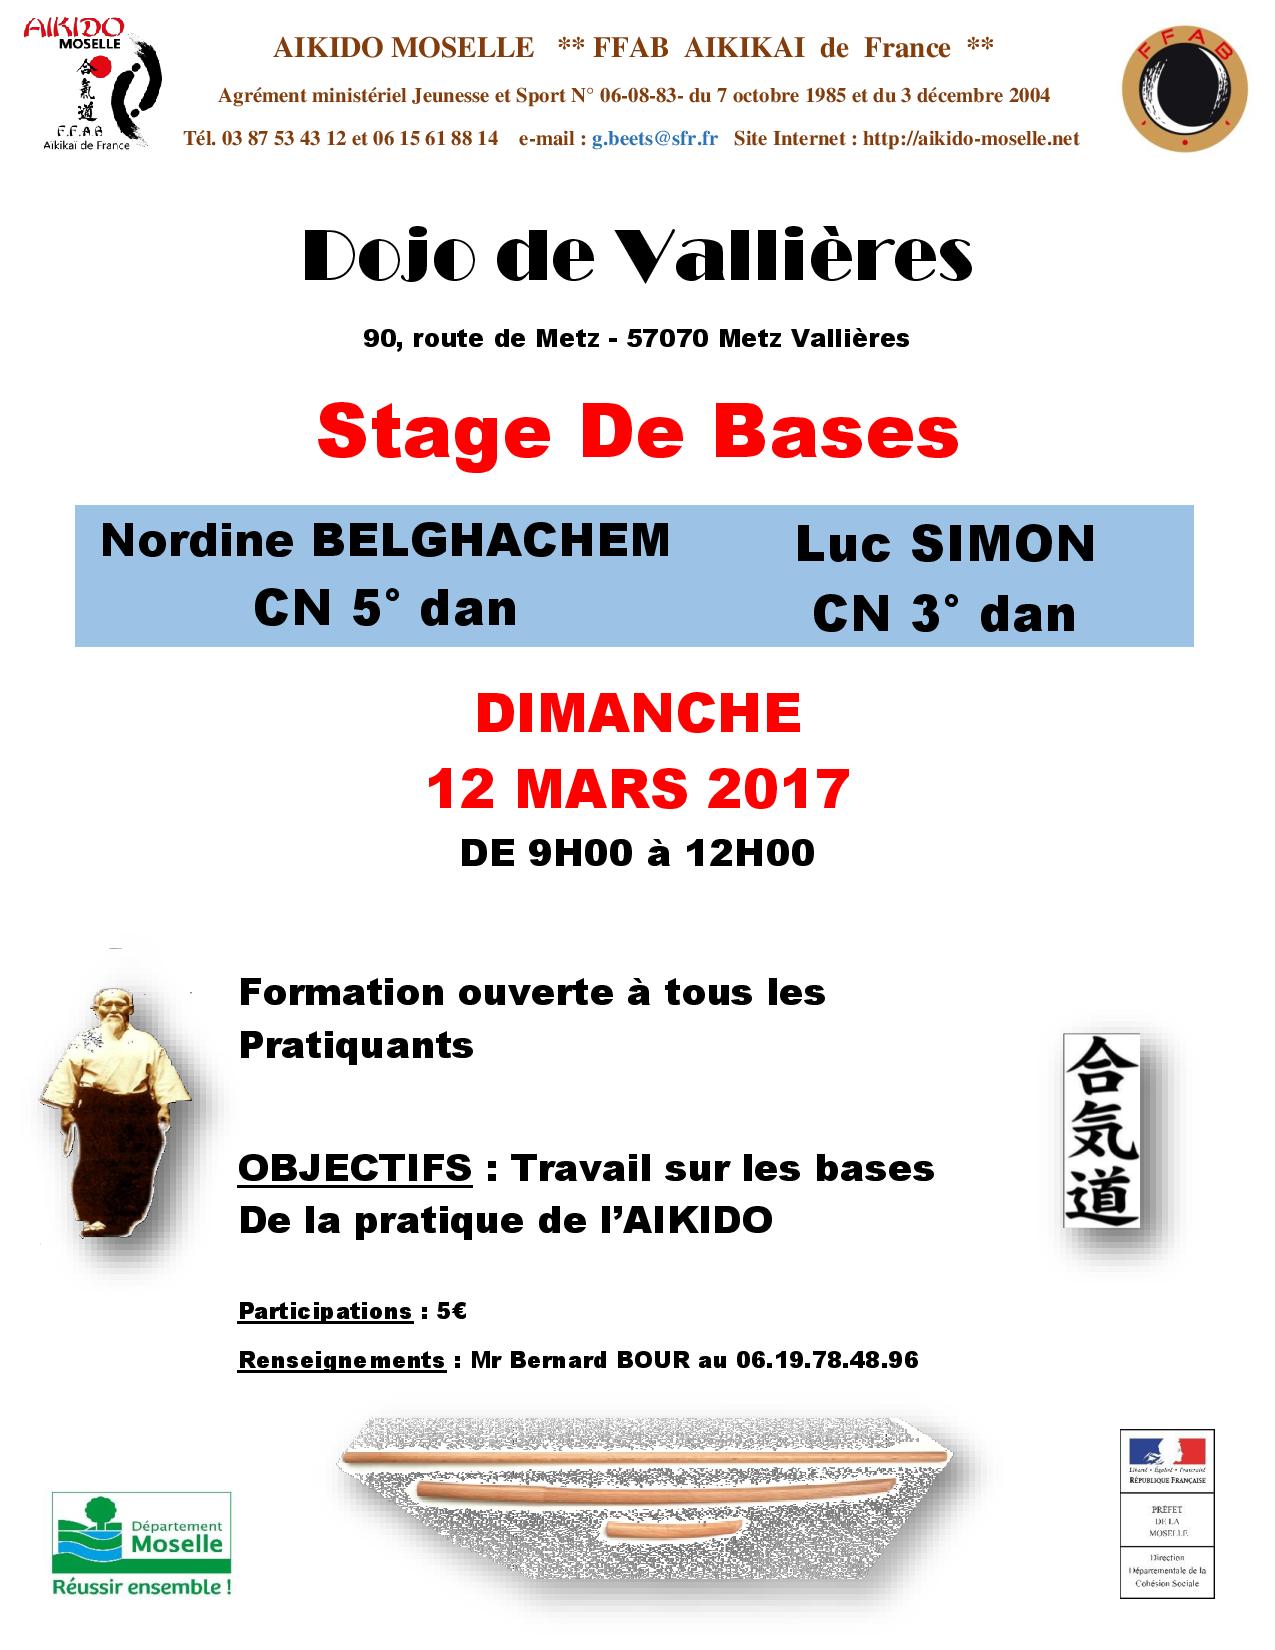 AIKIDO
MOSELLE
合
氣
道
F.F.A.B
Aïkikaï de France
AIKIDO MOSELLE ** FFAB AIKIKAI de France **
Agrément ministériel Jeunesse et Sport N° 06-08-83- du 7 octobre 1985 et du 3 décembre 2004
Tél. 03 87 53 43 12 et 06 15 61 88 14 e-mail : g.beets@sfr.fr Site Internet : http://aikido-moselle.net
FFAB
Dojo de Vallières
90, route de Metz - 57070 Metz Vallières
Stage De Bases
Nordine BELGHACHEM
CN 5° dan
Luc SIMON
CN 3° dan
DIMANCHE
12 MARS 2017
DE 9H00 à 12H00
Formation ouverte à tous les
Pratiquants
合
気
道
OBJECTIFS : Travail sur les bases
De la pratique de l’AIKIDO
Participations : 5€
Renseignements : Mr Bernard BOUR au 06.19.78.48.96
Département
Moselle
Réussir ensemble !
Liberté • Égalité • Fraternité
RÉPUBLIQUE FRANÇAISE
PRÉFET
DE LA
MOSELLE
Direction
Départementale de la
Cohésion Sociale